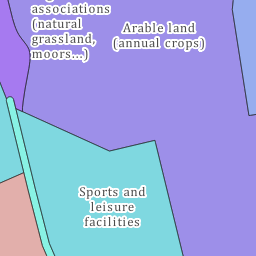 associations
(natural
grassland,
moors...)
Arable land
(annual crops)
Sports and
leisure
facilities